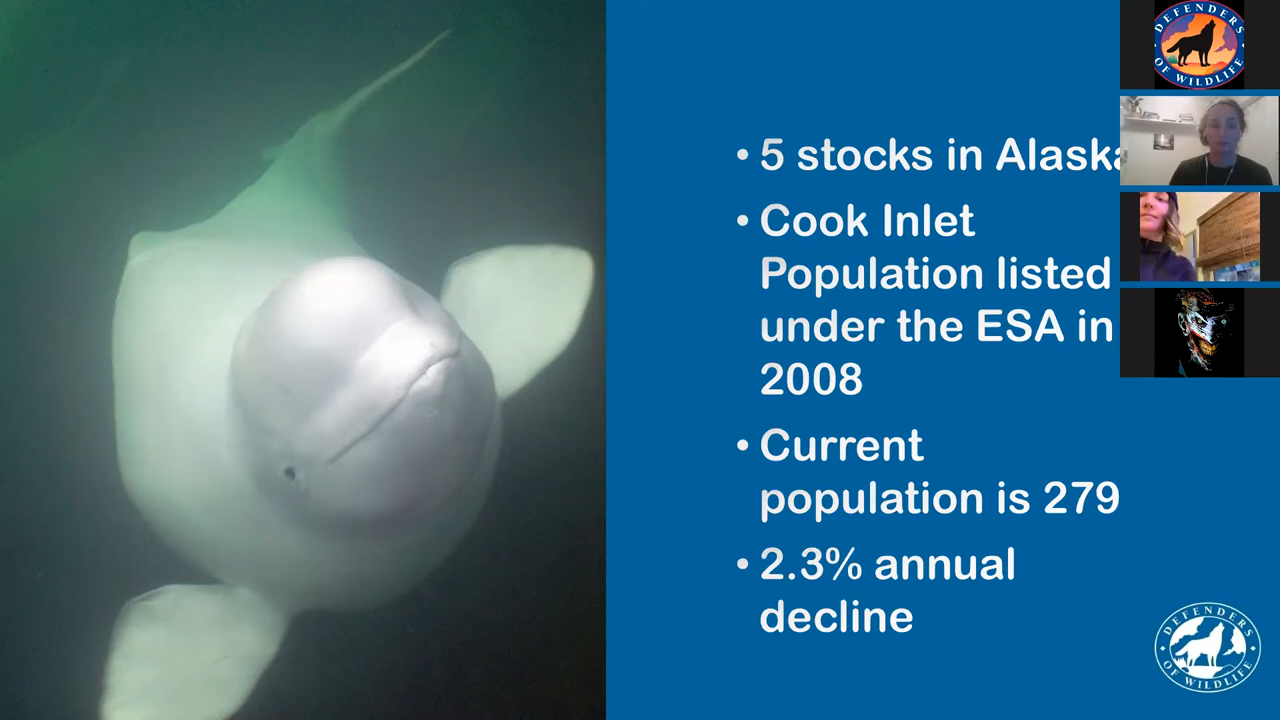 • 5 stocks in Alaska
• Cook Inlet
Population listed
under the ESA in
2008
• Current
population is 279
• 2.3% annual
decline
DEFENDERS
OF WILDLIFE
DEFENDERS
OF WILDLIFE